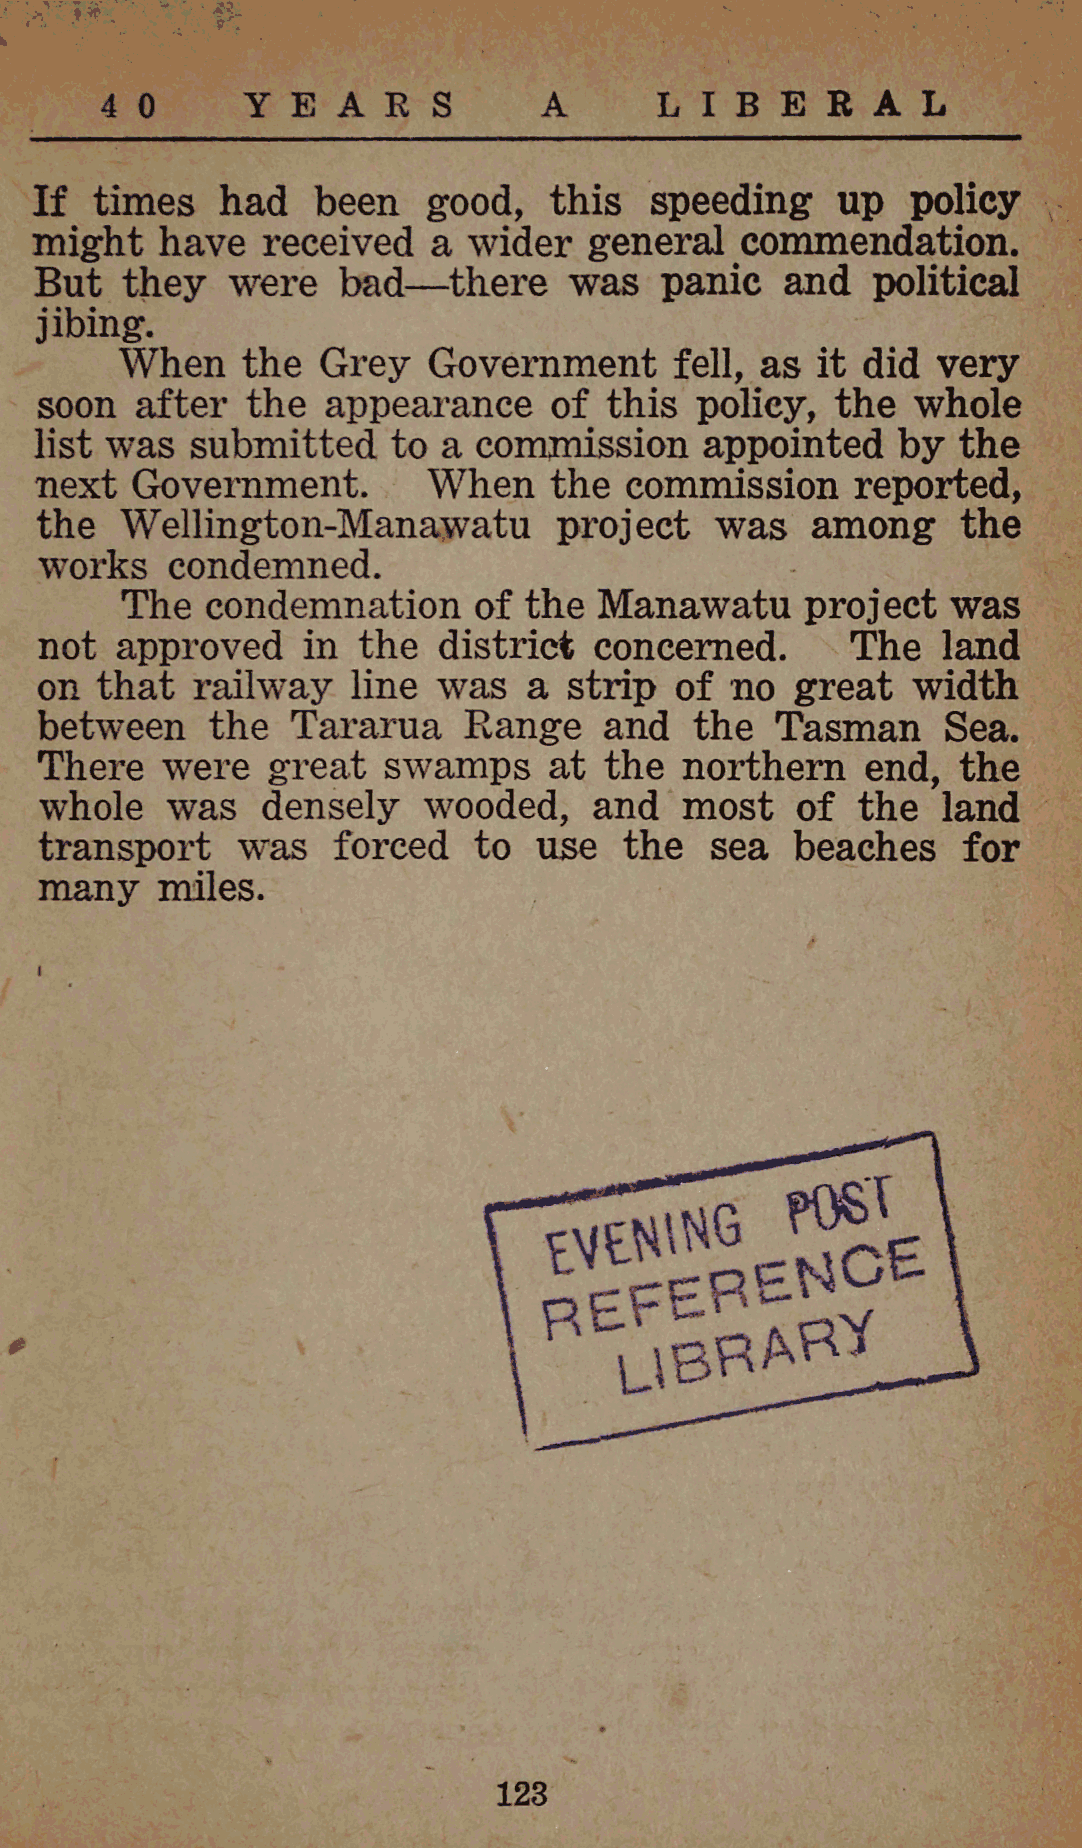 40 YEARS A LIBERAL
If times had been good, this speeding up policy
might have received a wider general commendation.
But they were bad—there was panic and political
jibing.
When the Grey Government fell, as it did very
soon after the appearance of this policy, the whole
list was submitted to a commission appointed by the
next Government. When the commission reported,
the Wellington-Manawatu project was among the
works condemned.
The condemnation of the Manawatu project was
not approved in the district concerned. The land
on that railway line was a strip of no great width
between the Tararua Range and the Tasman Sea.
There were great swamps at the northern end, the
whole was densely wooded, and most of the land
transport was forced to use the sea beaches for
many miles.
EVENING POST
REFERENCE
LIBRARY
123